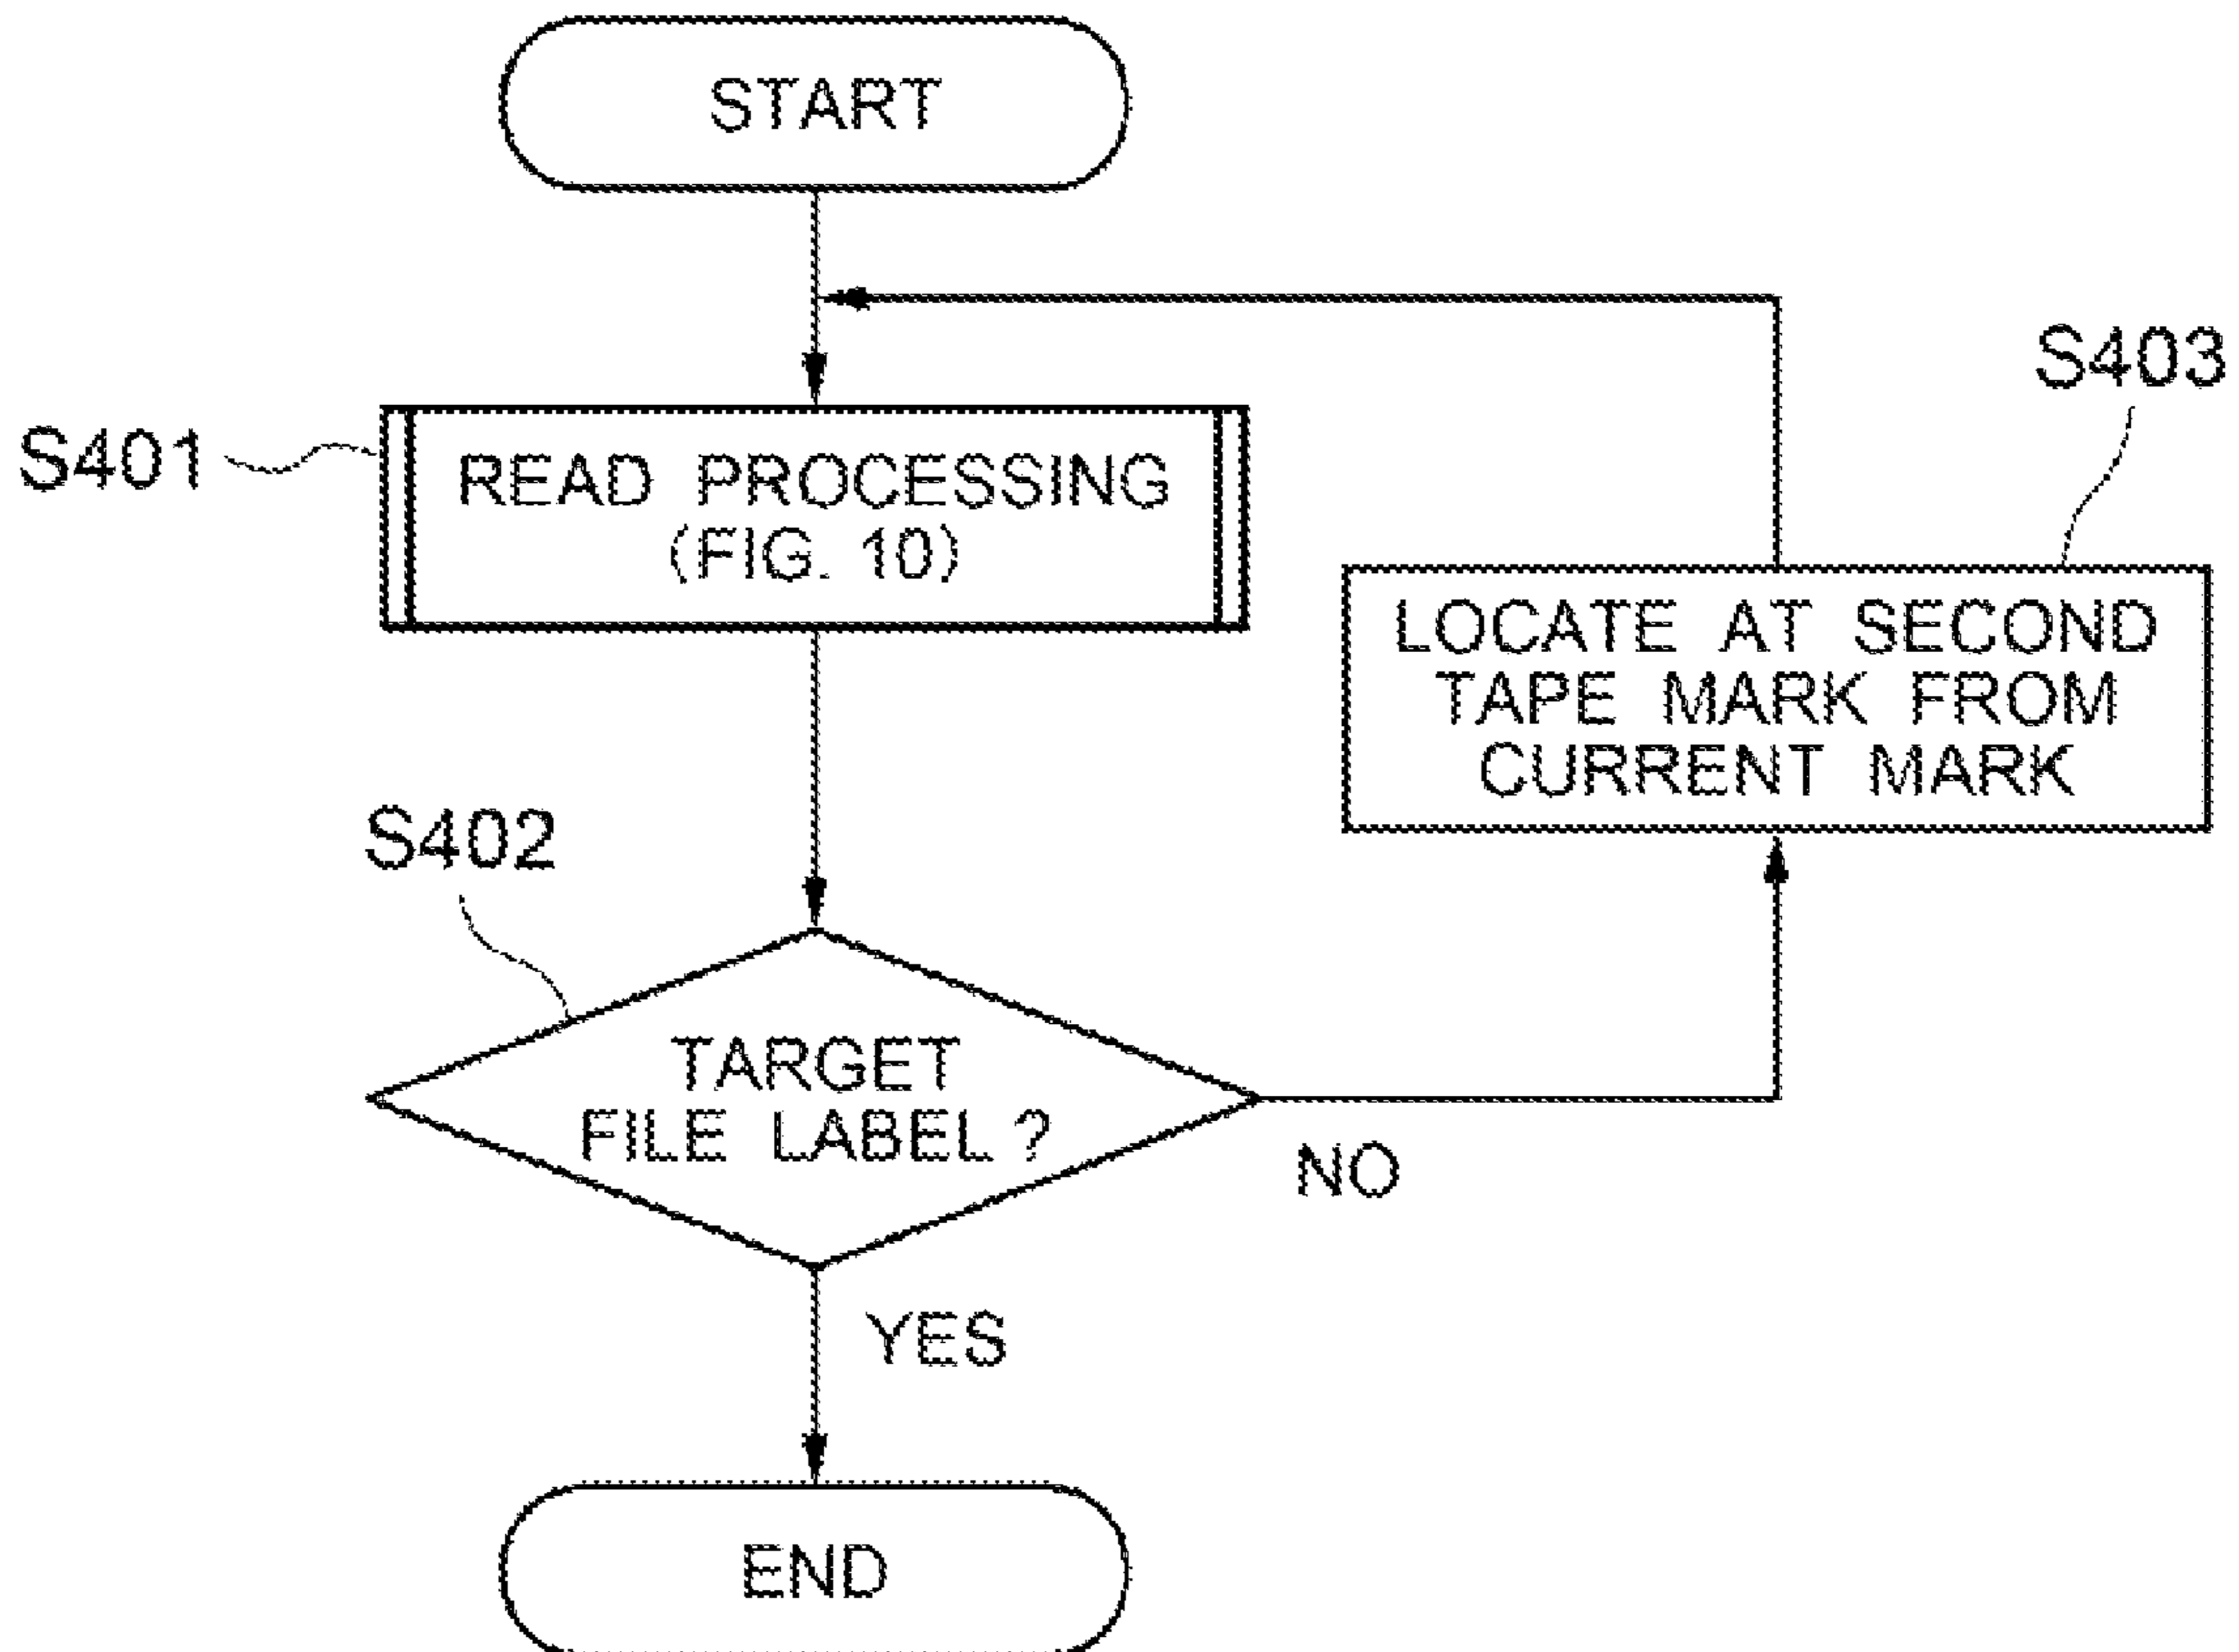 START
S401
READ PROCESSING
(FIG. 10)
S403
LOCATE AT SECOND
TAPE MARK FROM
CURRENT MARK
S402
TARGET
FILE LABEL ?
NO
YES
END